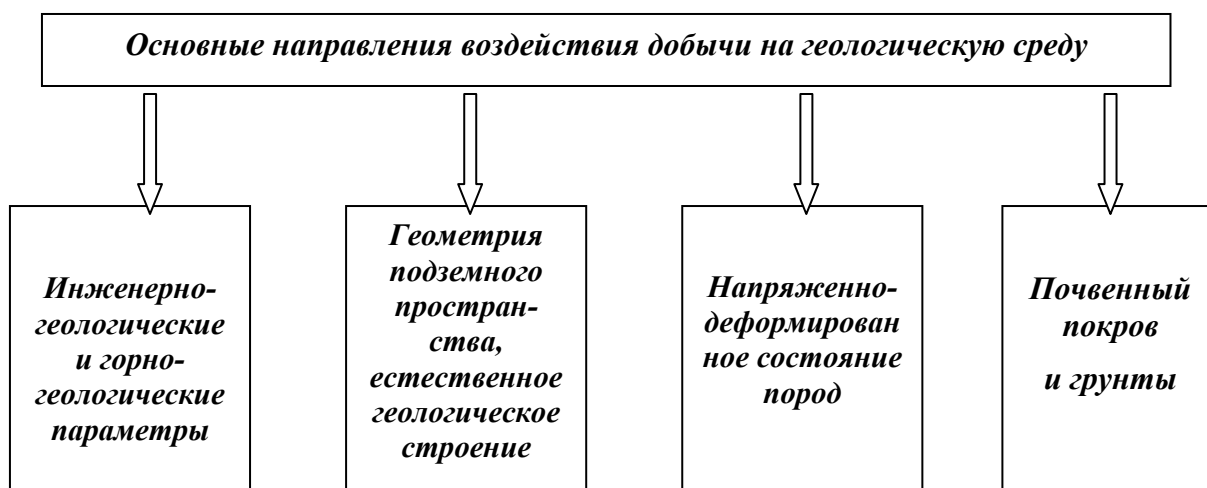 Основные направления воздействия добычи на геологическую среду
Инженерно-
геологические
и горно-
геологические
параметры
Геометрия
подземного
простран-
ства,
естественное
геологическое
строение
Напряженно-
деформирован
ное состояние
пород
Почвенный
покров
и грунты